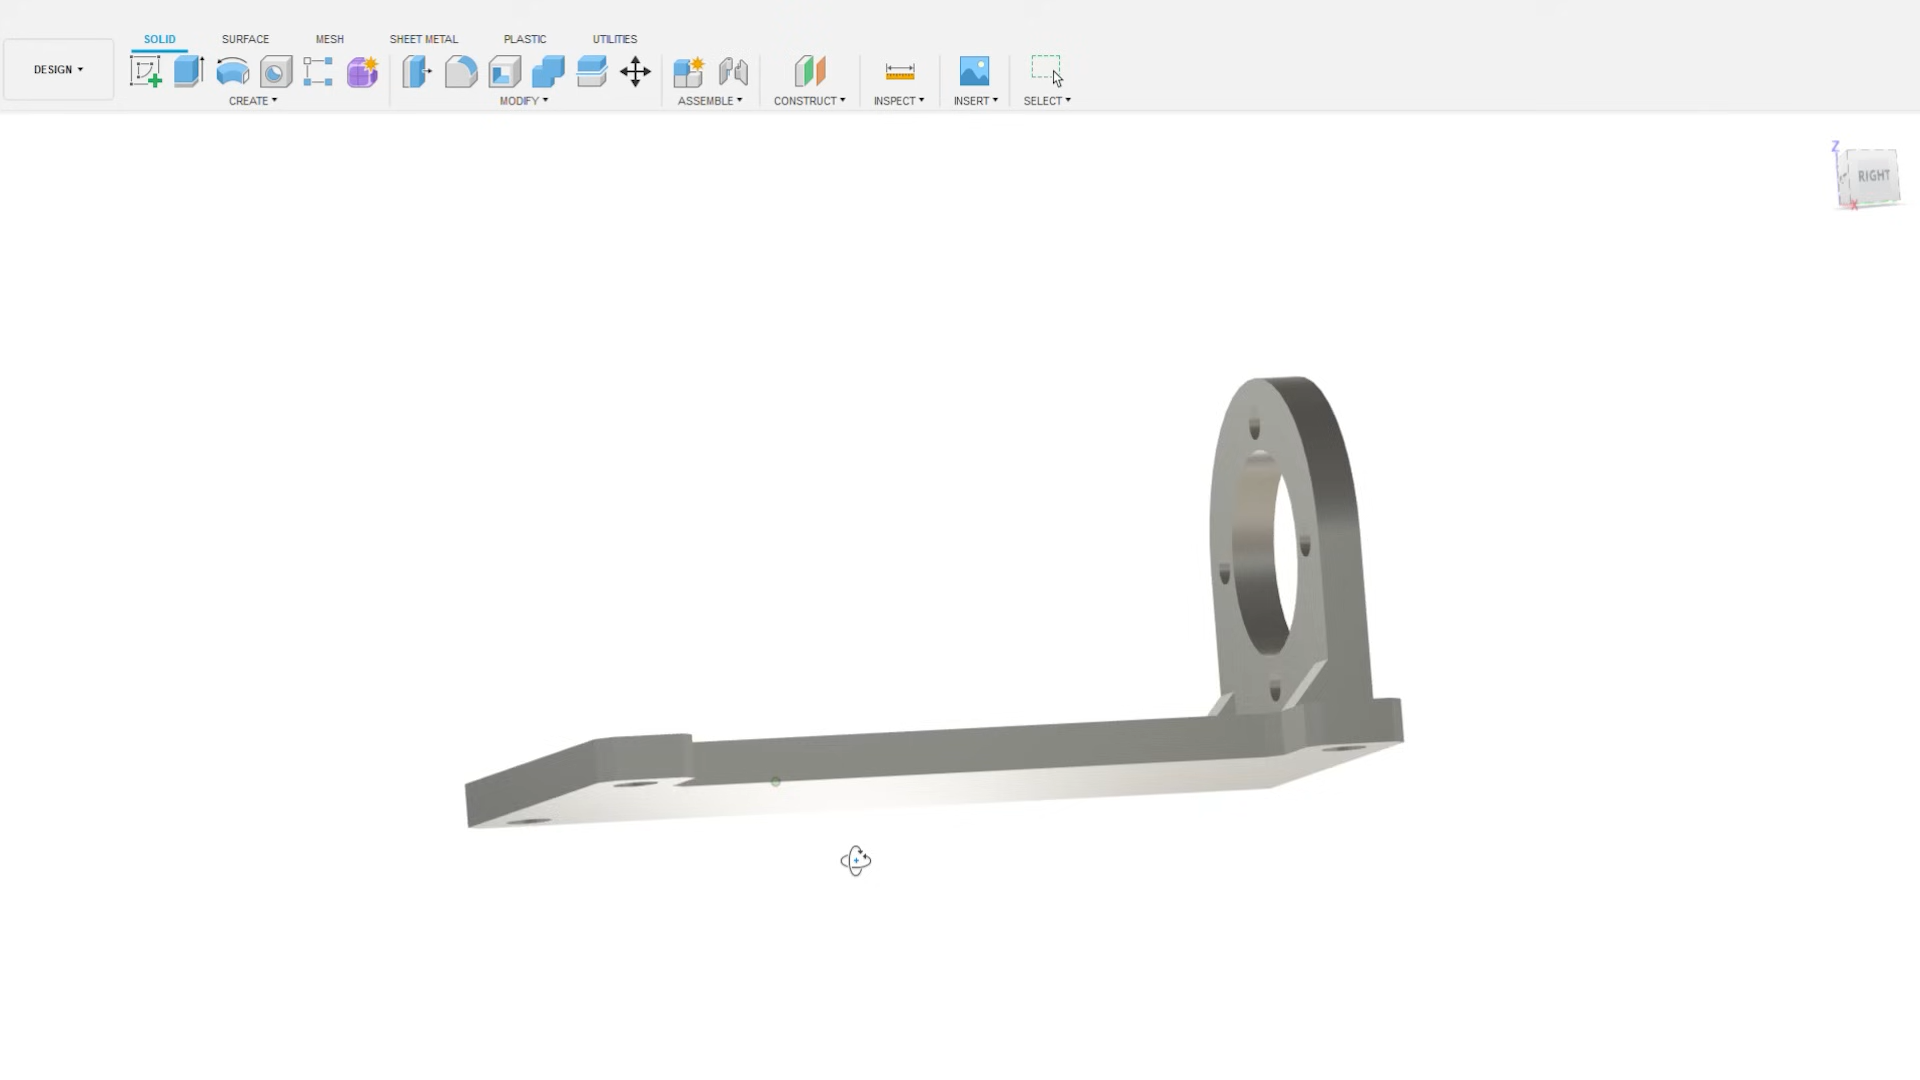 SOLID SURFACE MESH SHEET METAL PLASTIC UTILITIES
DESIGN
CREATE MODIFY ASSEMBLE CONSTRUCT INSPECT INSERT SELECT
Z
RIGHT
X